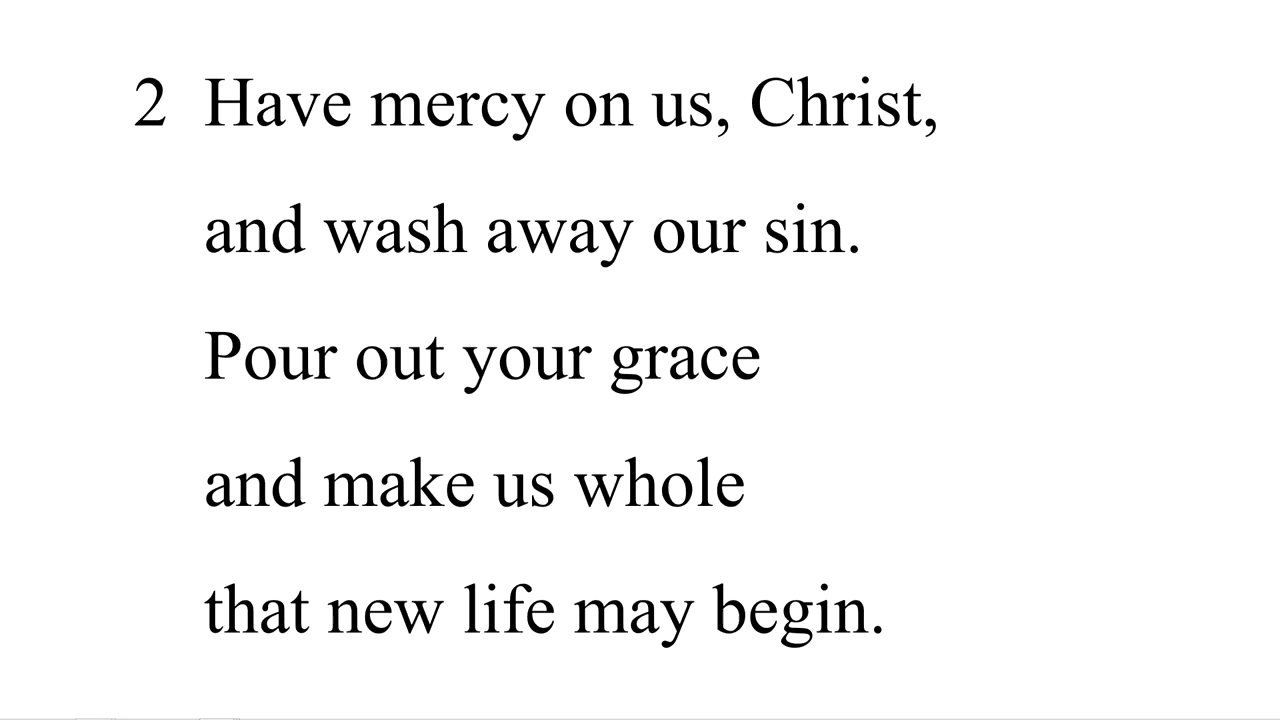 2 Have mercy on us, Christ,
and wash away our sin.
Pour out your grace
and make us whole
that new life may begin.